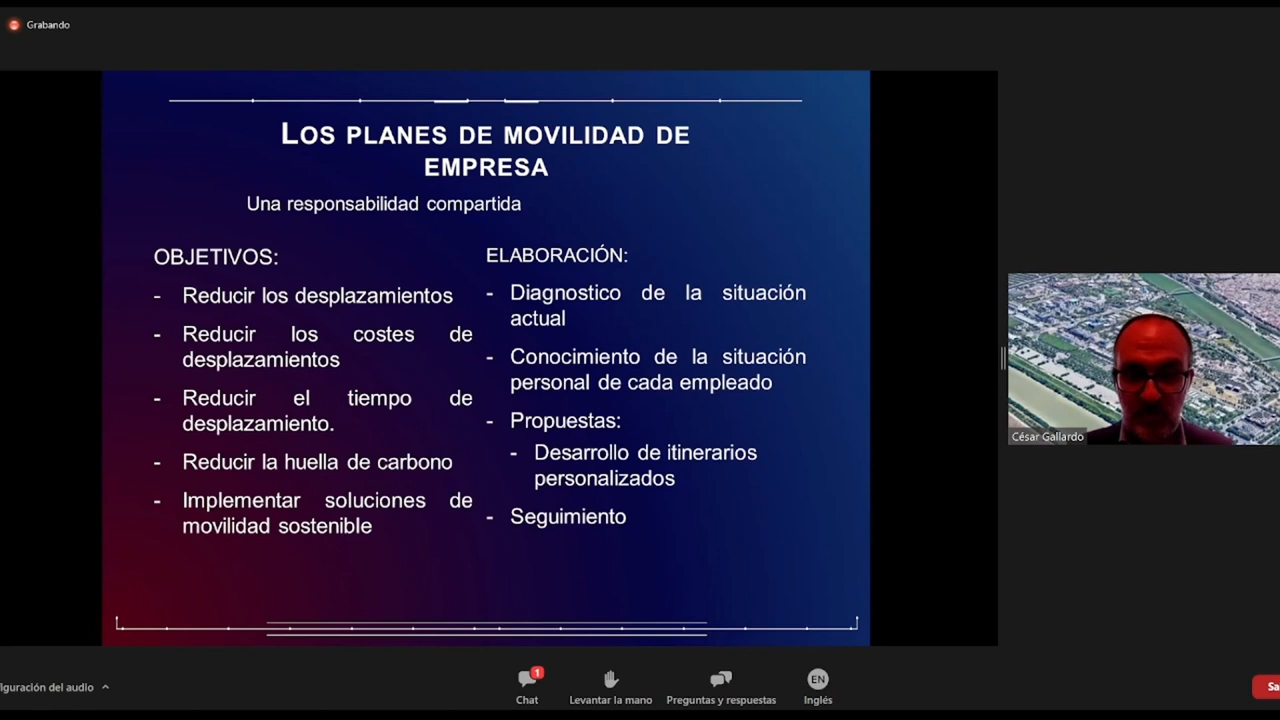 Grabando
LOS PLANES DE MOVILIDAD DE
EMPRESA
Una responsabilidad compartida
OBJETIVOS:
- Reducir los desplazamientos
- Reducir los costes de
desplazamientos
- Reducir el tiempo de
desplazamiento.
- Reducir la huella de carbono
- Implementar soluciones de
movilidad sostenible
ELABORACIÓN:
- Diagnostico de la situación
actual
- Conocimiento de la situación
personal de cada empleado
- Propuestas:
- Desarrollo de itinerarios
personalizados
- Seguimiento
César Gallardo
iguración del audio
1
Chat
Levantar la mano
Preguntas y respuestas
EN
Inglés
Sa